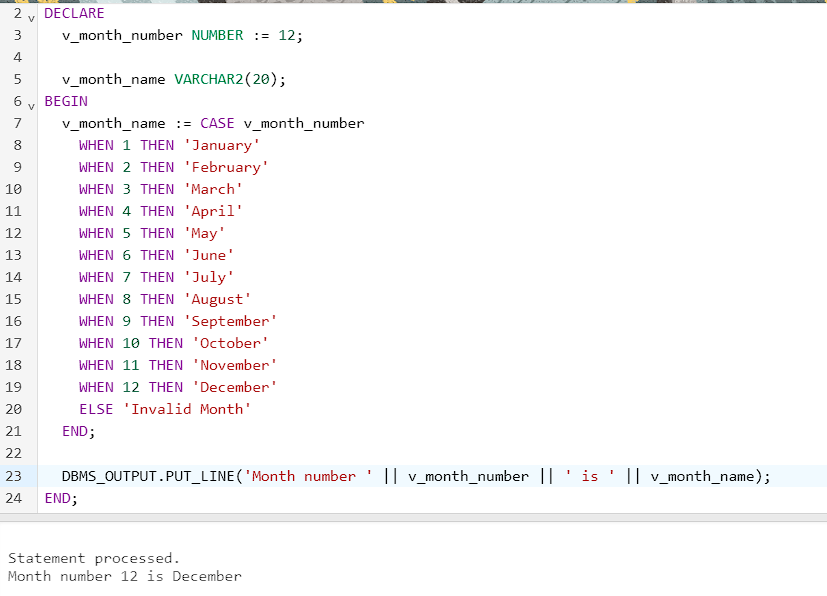 2 DECLARE
3 v_month_number NUMBER := 12;
4
5 v_month_name VARCHAR2(20);
6 BEGIN
7 v_month_name := CASE v_month_number
8 WHEN 1 THEN 'January'
9 WHEN 2 THEN 'February'
10 WHEN 3 THEN 'March'
11 WHEN 4 THEN 'April'
12 WHEN 5 THEN 'May'
13 WHEN 6 THEN 'June'
14 WHEN 7 THEN 'July'
15 WHEN 8 THEN 'August'
16 WHEN 9 THEN 'September'
17 WHEN 10 THEN 'October'
18 WHEN 11 THEN 'November'
19 WHEN 12 THEN 'December'
20 ELSE 'Invalid Month'
21 END;
22
23 DBMS_OUTPUT.PUT_LINE('Month number ' || v_month_number || ' is ' || v_month_name);
24 END;
Statement processed.
Month number 12 is December